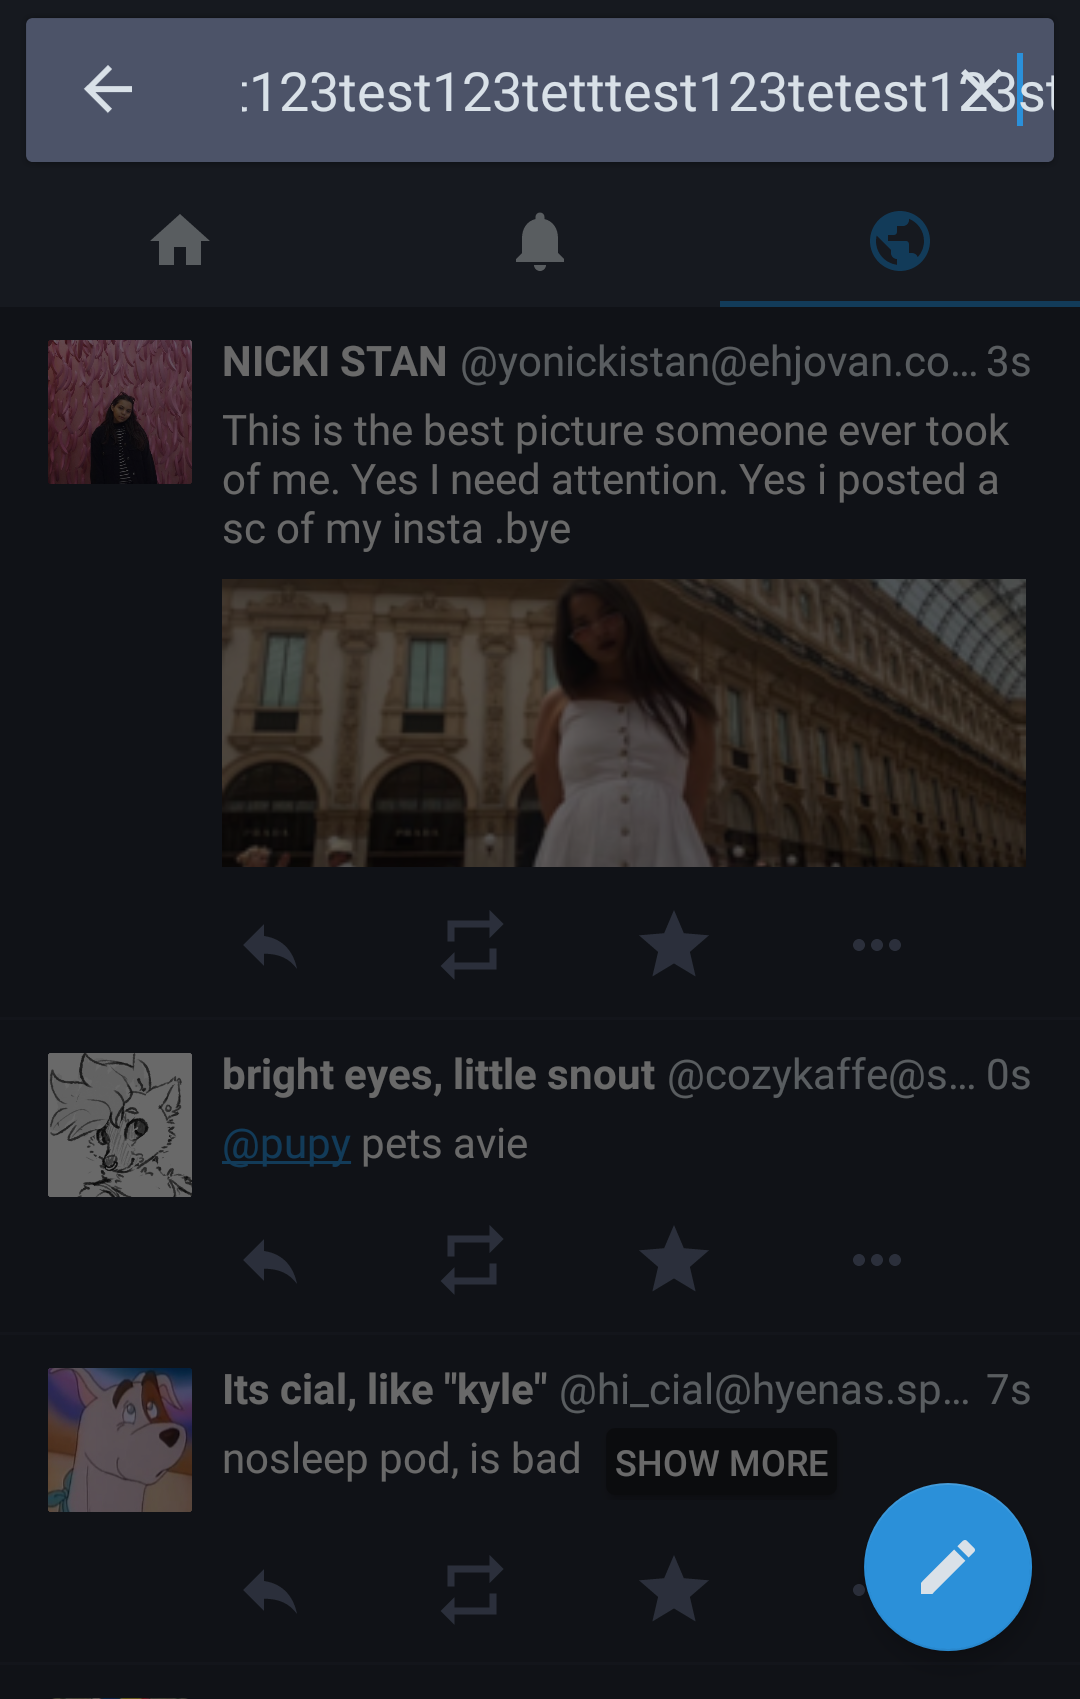 :123test123tetttest123tetest123st
NICKI STAN @yonickistan@ehjovan.co... 3s
This is the best picture someone ever took
of me. Yes I need attention. Yes i posted a
sc of my insta .bye
PRADA PRADA
bright eyes, little snout @cozykaffe@s... 0s
@pupy pets avie
Its cial, like "kyle" @hi_cial@hyenas.sp... 7s
nosleep pod, is bad SHOW MORE